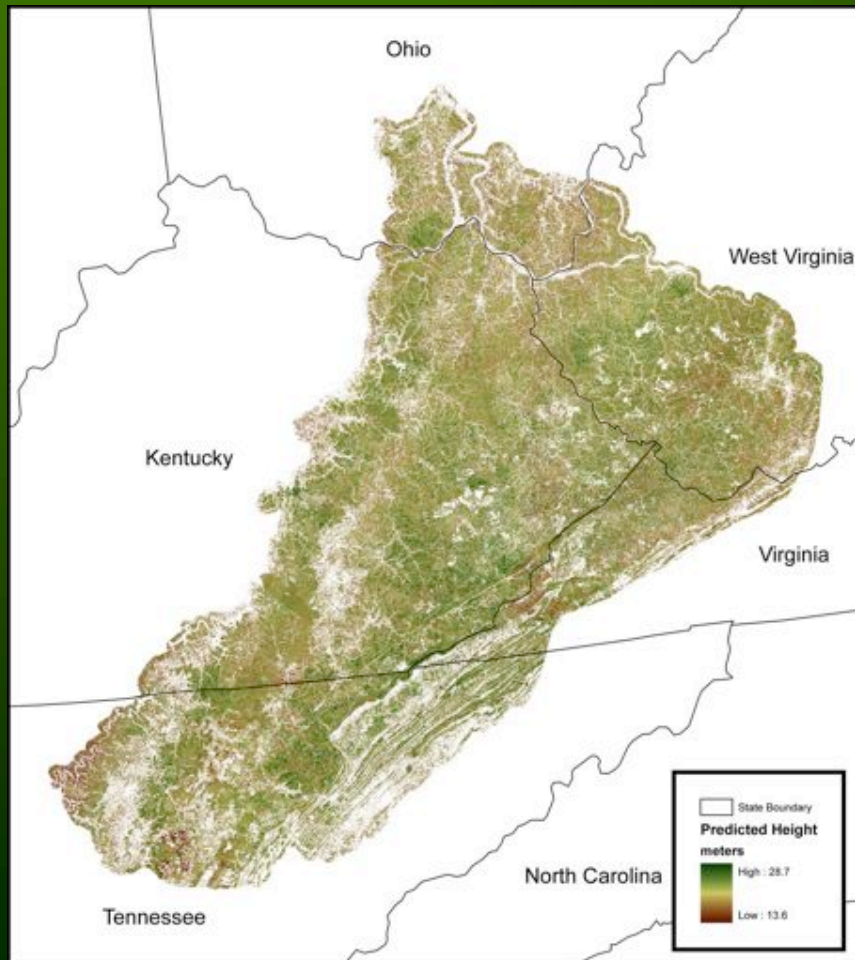 Ohio
West Virginia
Kentucky
Virginia
State Boundary
Predicted Height
meters
High : 28.7
Low : 13.6
North Carolina
Tennessee